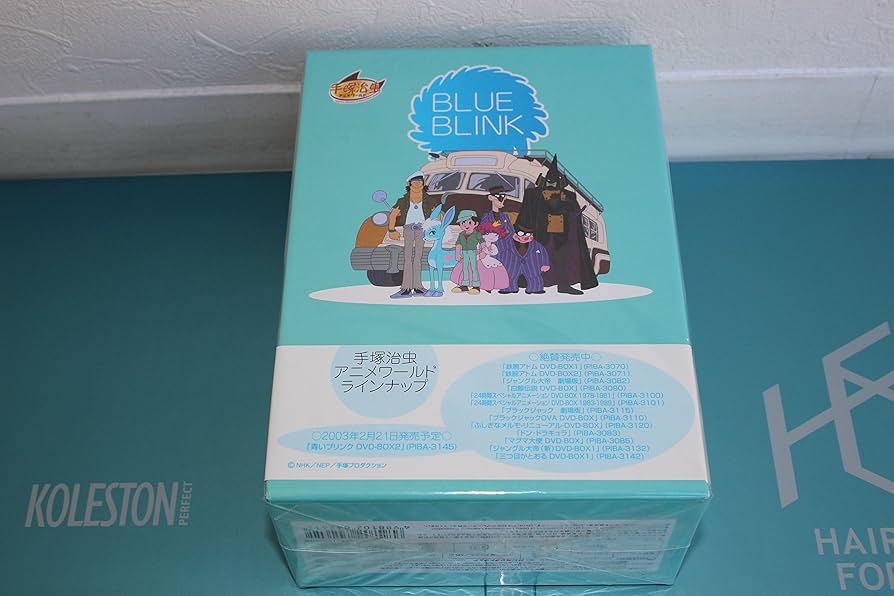 手塚治虫
アニメワールド
BLUE
BLINK
手塚治虫
アニメワールド
ラインナップ
○2003年2月21日発売予定○
「青いブリンク DVD-BOX2」(PIBA-3145)
©NHK/NEP/手塚プロダクション
○絶賛発売中○
「鉄腕アトム DVD-BOX1」(PIBA-3070)
「鉄腕アトム DVD-BOX2」(PIBA-3071)
「ジャングル大帝 劇場版」(PIBA-3082)
「白鯨伝説 DVD-BOX」(PIBA-3090)
「24時間スペシャルアニメーション DVD-BOX 1978-1981」(PIBA-3100)
「24時間スペシャルアニメーション DVD-BOX 1983-1989」(PIBA-3101)
「ブラックジャック 劇場版」(PIBA-3115)
「ブラックジャックOVA DVD-BOX」(PIBA-3110)
「ふしぎなメルモ・リニューアル DVD-BOX」(PIBA-3120)
「ドン・ドラキュラ」(PIBA-3083)
「マグマ大使 DVD-BOX」(PIBA-3085)
「ジャングル大帝(新) DVD-BOX1」(PIBA-3132)
「三つ目がとおる DVD-BOX1」(PIBA-3142)
KOLESTON
PERFECT
HAIR
FOR